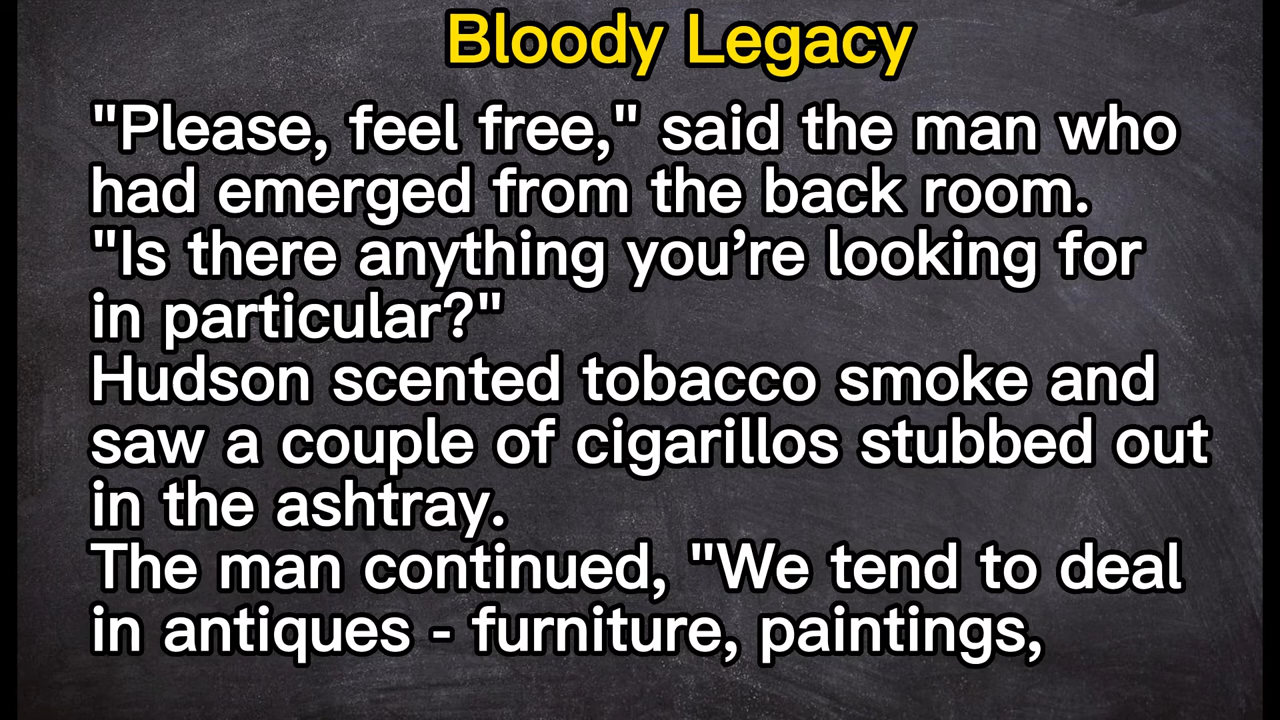 Bloody Legacy
"Please, feel free," said the man who
had emerged from the back room.
"Is there anything you’re looking for
in particular?"
Hudson scented tobacco smoke and
saw a couple of cigarillos stubbed out
in the ashtray.
The man continued, "We tend to deal
in antiques - furniture, paintings,